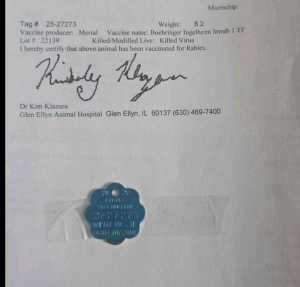 Microchip:
Tag # 25-27273 Weight: 8.2
Vaccine producer: Merial Vaccine name: Boehringer Ingelheim Imrab 1 TF
Lot # 22139 Killed/Modified Live: Killed Virus
I hereby certify that above animal has been vaccinated for Rabies.
Dr Kim
Glen Ellyn Animal Hospital Glen Ellyn, IL 60137 (630) 469-7400